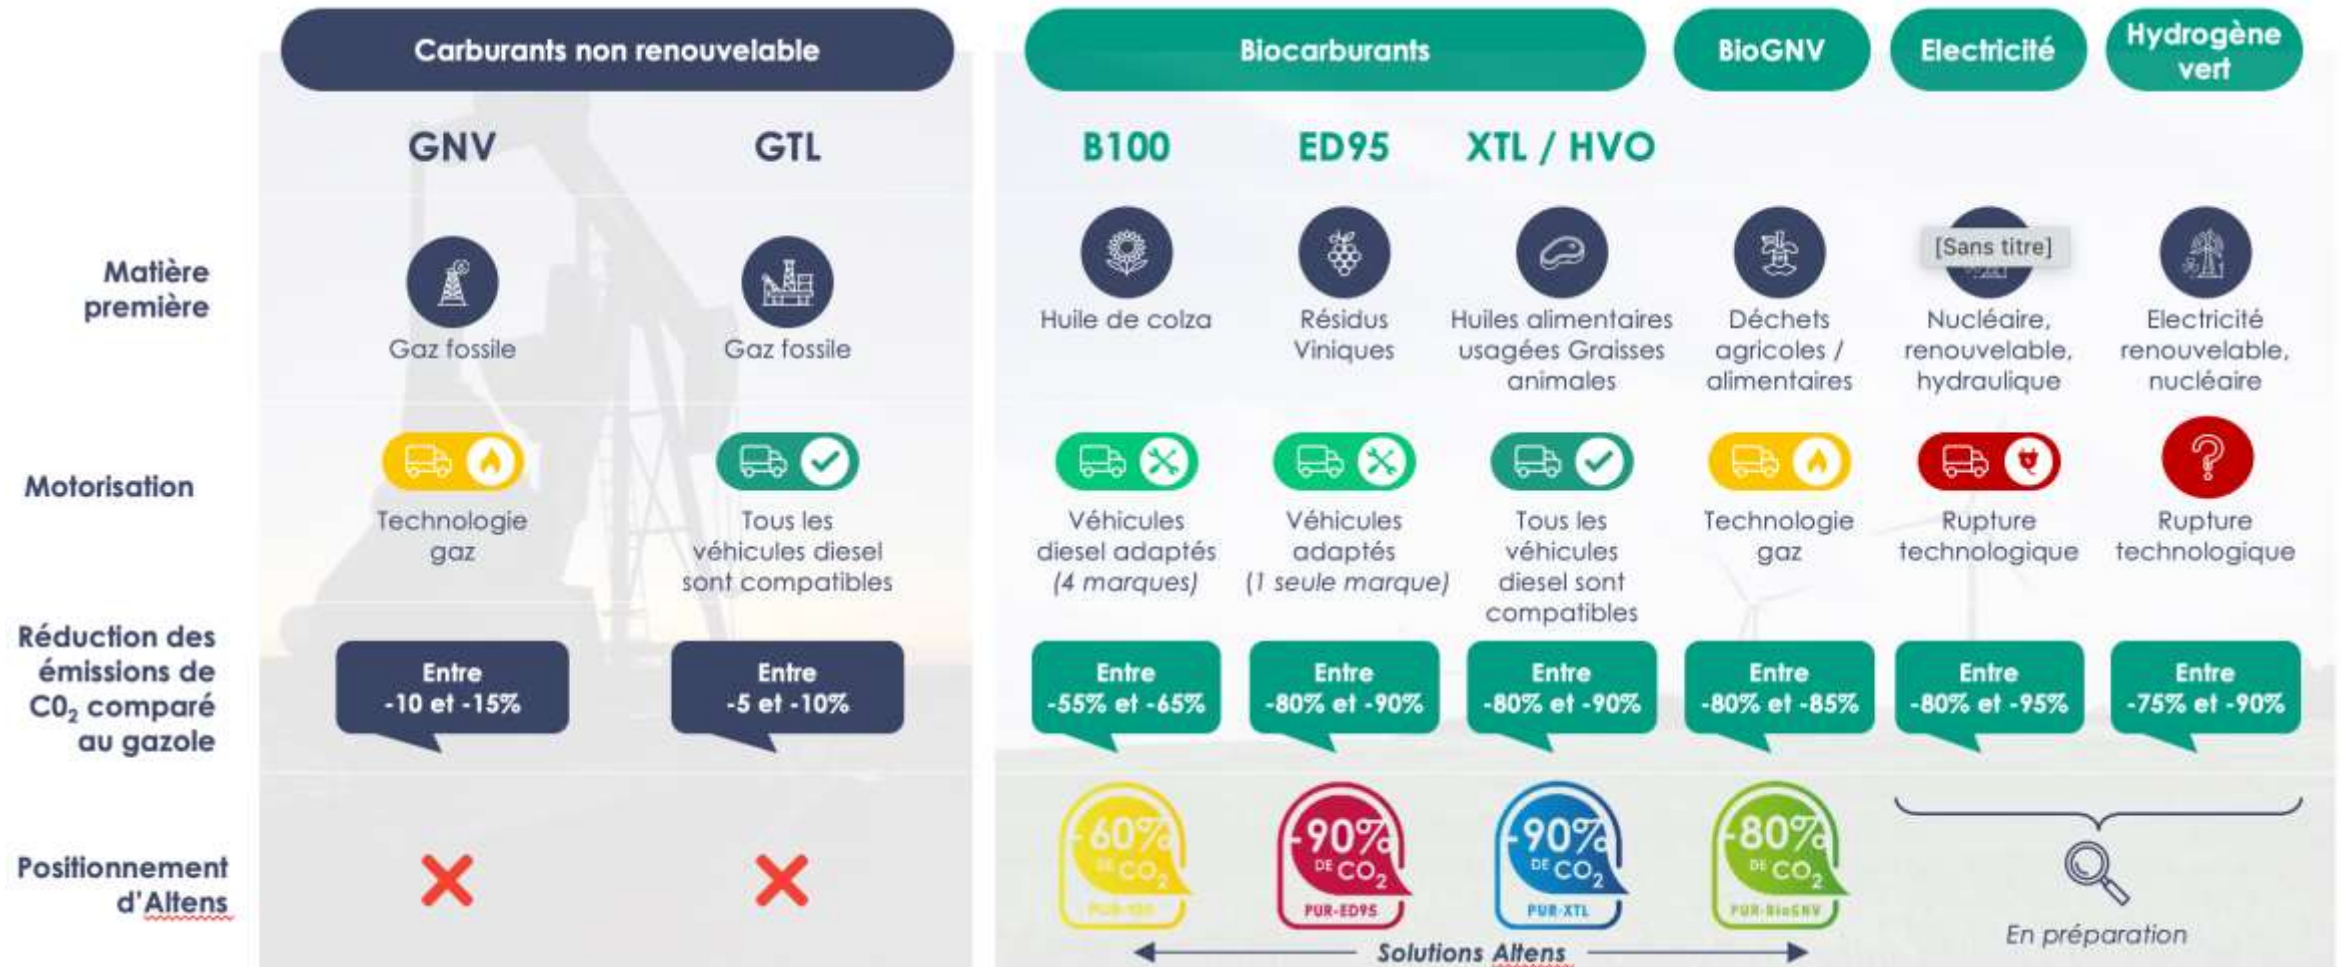 Carburants non renouvelable
Biocarburants
BioGNV
Electricité
Hydrogène
vert
GNV
GTL
B100
ED95
XTL / HVO
Matière
première
Gaz fossile
Gaz fossile
Huile de colza
Résidus
Viniques
Huiles alimentaires
usagées Graisses
animales
Déchets
agricoles /
alimentaires
[Sans titre]
Nucléaire,
renouvelable,
hydraulique
Electricité
renouvelable,
nucléaire
Motorisation
Technologie
gaz
Tous les
véhicules diesel
sont compatibles
Véhicules
diesel adaptés
(4 marques)
Véhicules
adaptés
(1 seule marque)
Tous les
véhicules
diesel sont
compatibles
Technologie
gaz
Rupture
technologique
?
Rupture
technologique
Réduction des
émissions de
C0₂ comparé
au gazole
Entre
-10 et -15%
Entre
-5 et -10%
Entre
-55% et -65%
Entre
-80% et -90%
Entre
-80% et -90%
Entre
-80% et -85%
Entre
-80% et -95%
Entre
-75% et -90%
Positionnement
d'Altens
-60%
DE CO₂
-90%
DE CO₂
PUR-ED95
-90%
DE CO₂
PUR-XTL
-80%
DE CO₂
PUR-BioGNV
Solutions Altens
En préparation